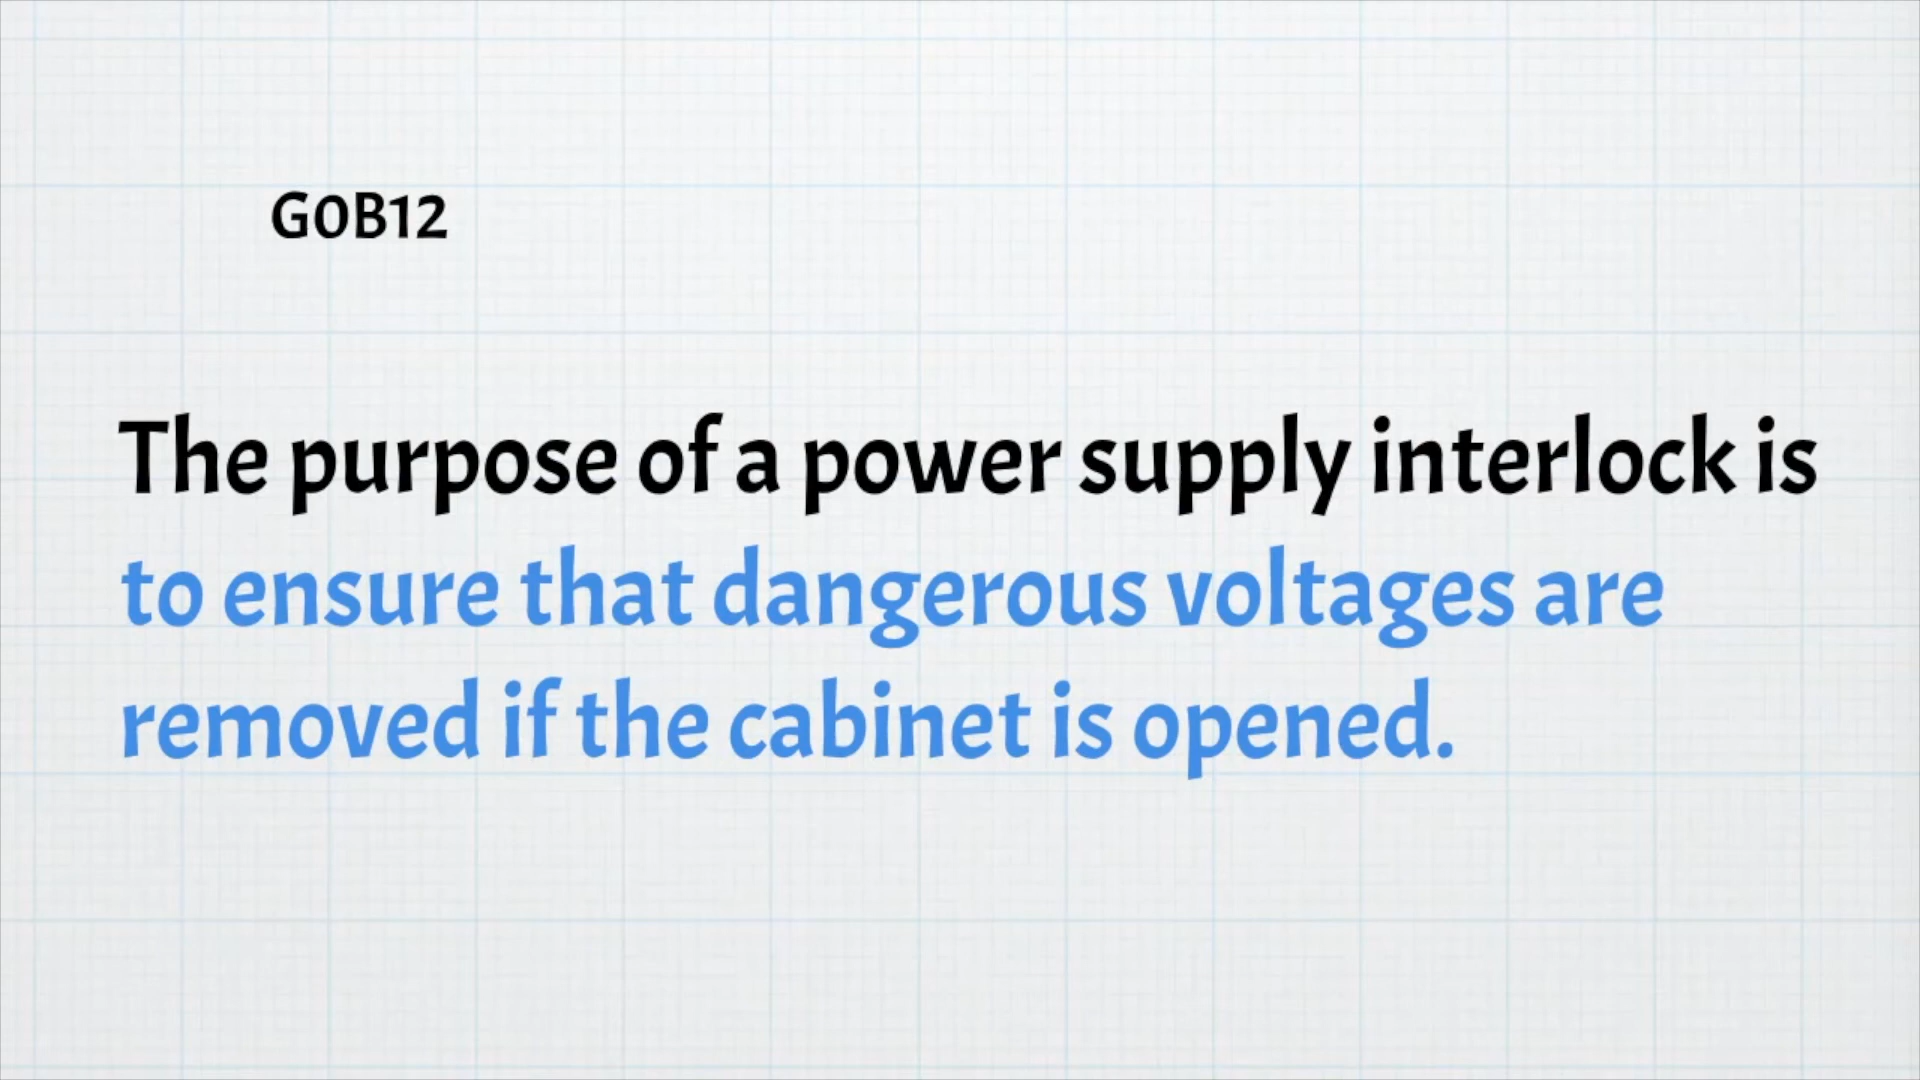 G0B12
The purpose of a power supply interlock is
to ensure that dangerous voltages are
removed if the cabinet is opened.